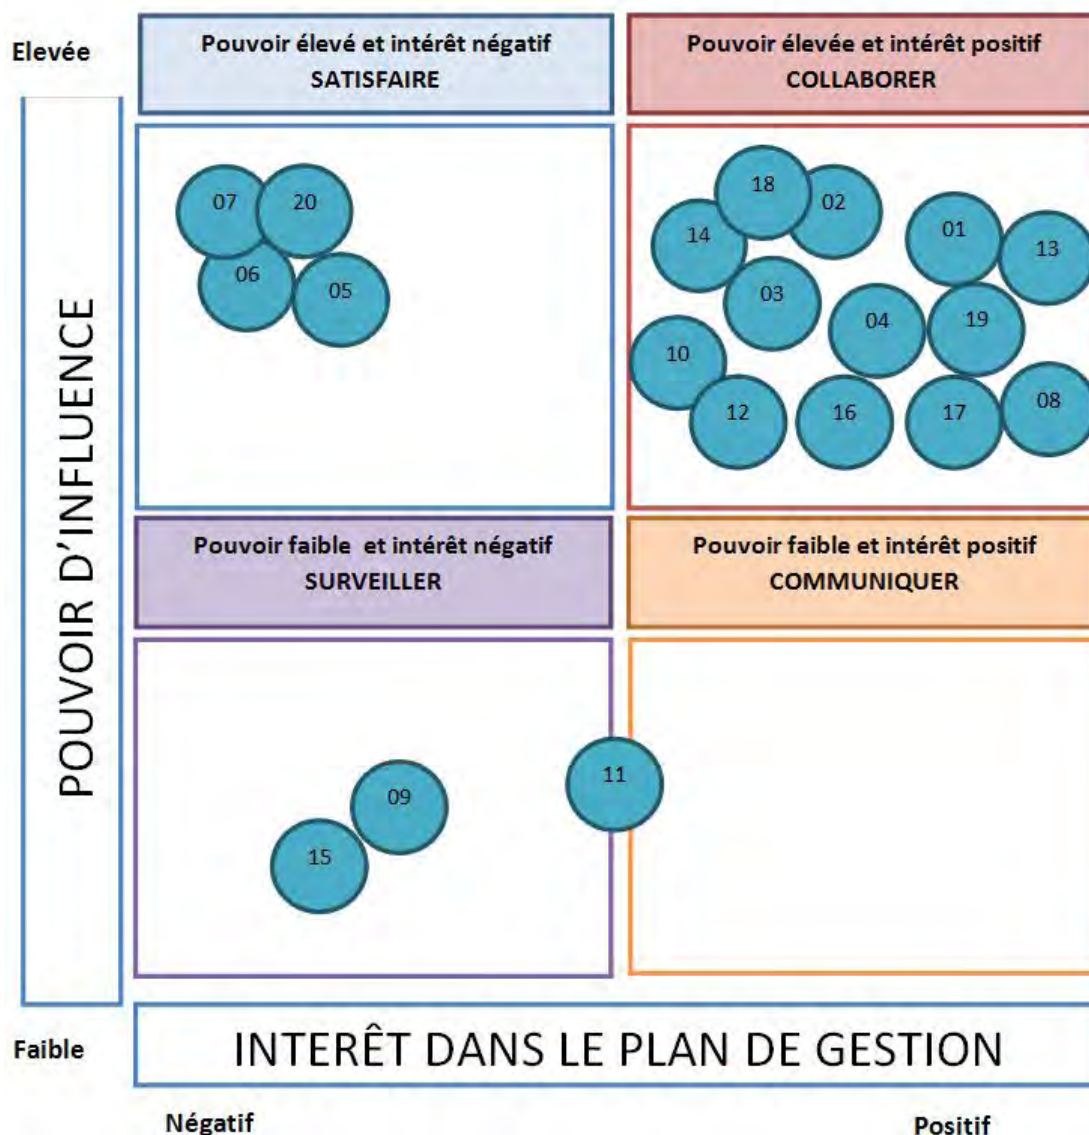 Elevée
Pouvoir élevé et intérêt négatif
SATISFAIRE
Pouvoir élevée et intérêt positif
COLLABORER
POUVOIR D'INFLUENCE
07
20
06
05
18
02
14
01
13
03
04
19
10
12
16
17
08
Pouvoir faible et intérêt négatif
SURVEILLER
Pouvoir faible et intérêt positif
COMMUNIQUER
11
09
15
Faible
INTERÊT DANS LE PLAN DE GESTION
Négatif
Positif